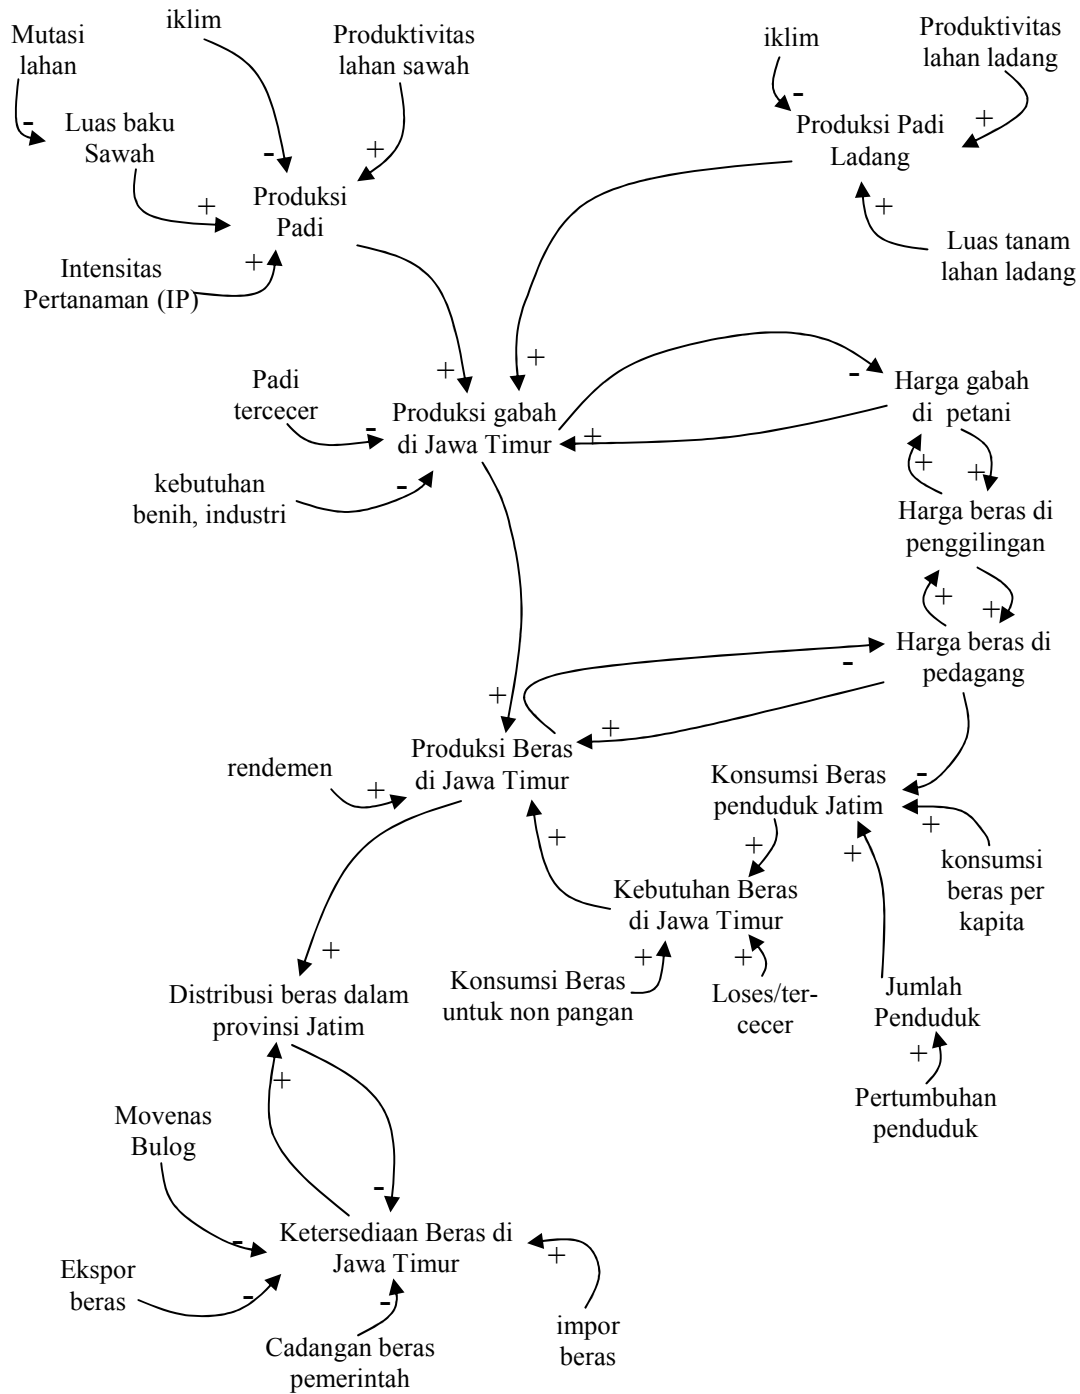 iklim
Mutasi
lahan
Produktivitas
lahan sawah
iklim
Produktivitas
lahan ladang
-
-
+
Luas baku
Sawah
Produksi Padi
Ladang
-
+
Produksi
Padi
+
+
Luas tanam
lahan ladang
+
Intensitas
Pertanaman (IP)
+
+
-
Padi
tercecer
Harga gabah
di petani
-
Produksi gabah
di Jawa Timur
+
+
+
kebutuhan
benih, industri
-
Harga beras di
penggilingan
+
+
-
Harga beras di
pedagang
+
+
Produksi Beras
di Jawa Timur
rendemen
+
Konsumsi Beras
penduduk Jatim
-
+
+
+
+
konsumsi
beras per
kapita
Kebutuhan Beras
di Jawa Timur
+
+
+
Konsumsi Beras
untuk non pangan
Loses/ter-
cecer
Jumlah
Penduduk
Distribusi beras dalam
provinsi Jatim
+
+
Pertumbuhan
penduduk
Movenas
Bulog
-
-
Ketersediaan Beras di
Jawa Timur
+
Ekspor
beras
-
-
Cadangan beras
pemerintah
impor
beras